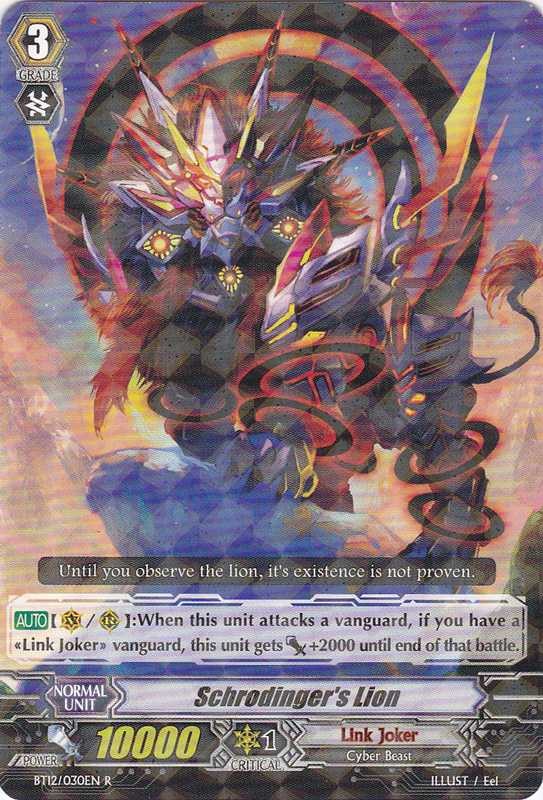 3
GRADE
Until you observe the lion, it's existence is not proven.
AUTO [ V / R ]:When this unit attacks a vanguard, if you have a
«Link Joker» vanguard, this unit gets +2000 until end of that battle.
NORMAL
UNIT
Schrodinger's Lion
POWER
10000
1
CRITICAL
Link Joker
Cyber Beast
BT12/030EN R
ILLUST / Eel